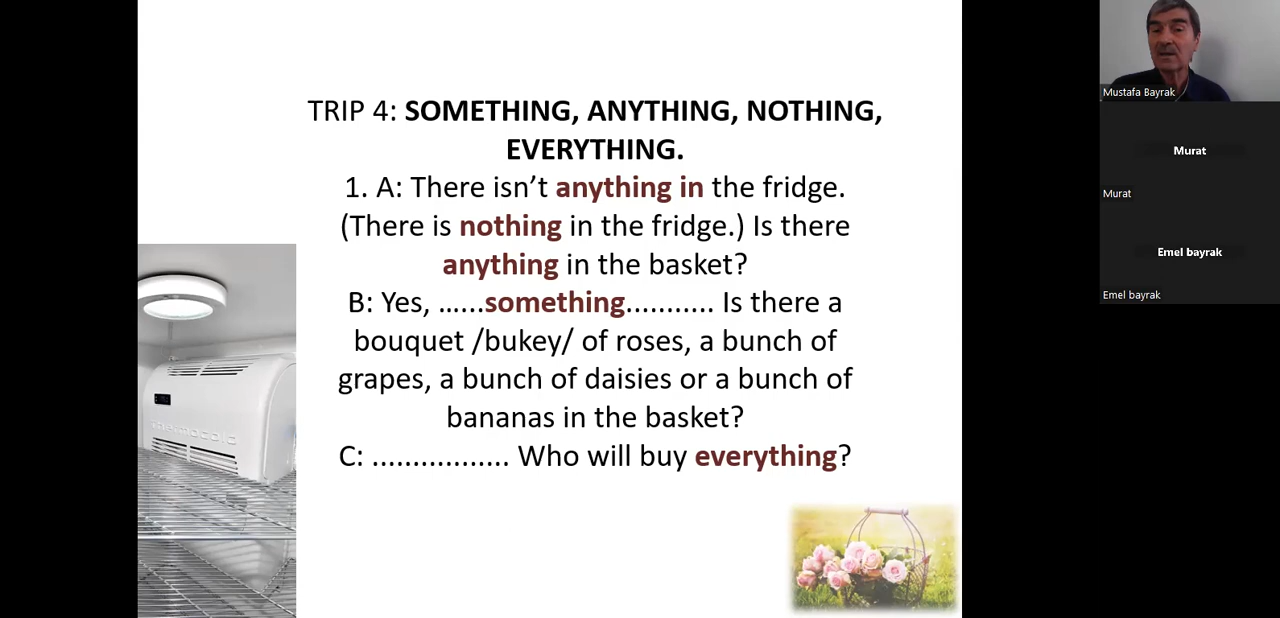 TRIP 4: SOMETHING, ANYTHING, NOTHING,
EVERYTHING.
1. A: There isn’t anything in the fridge.
(There is nothing in the fridge.) Is there
anything in the basket?
B: Yes, ......something........... Is there a
bouquet /bukey/ of roses, a bunch of
grapes, a bunch of daisies or a bunch of
bananas in the basket?
C: ................. Who will buy everything?
Mustafa Bayrak
Murat
Murat
Emel bayrak
Emel bayrak